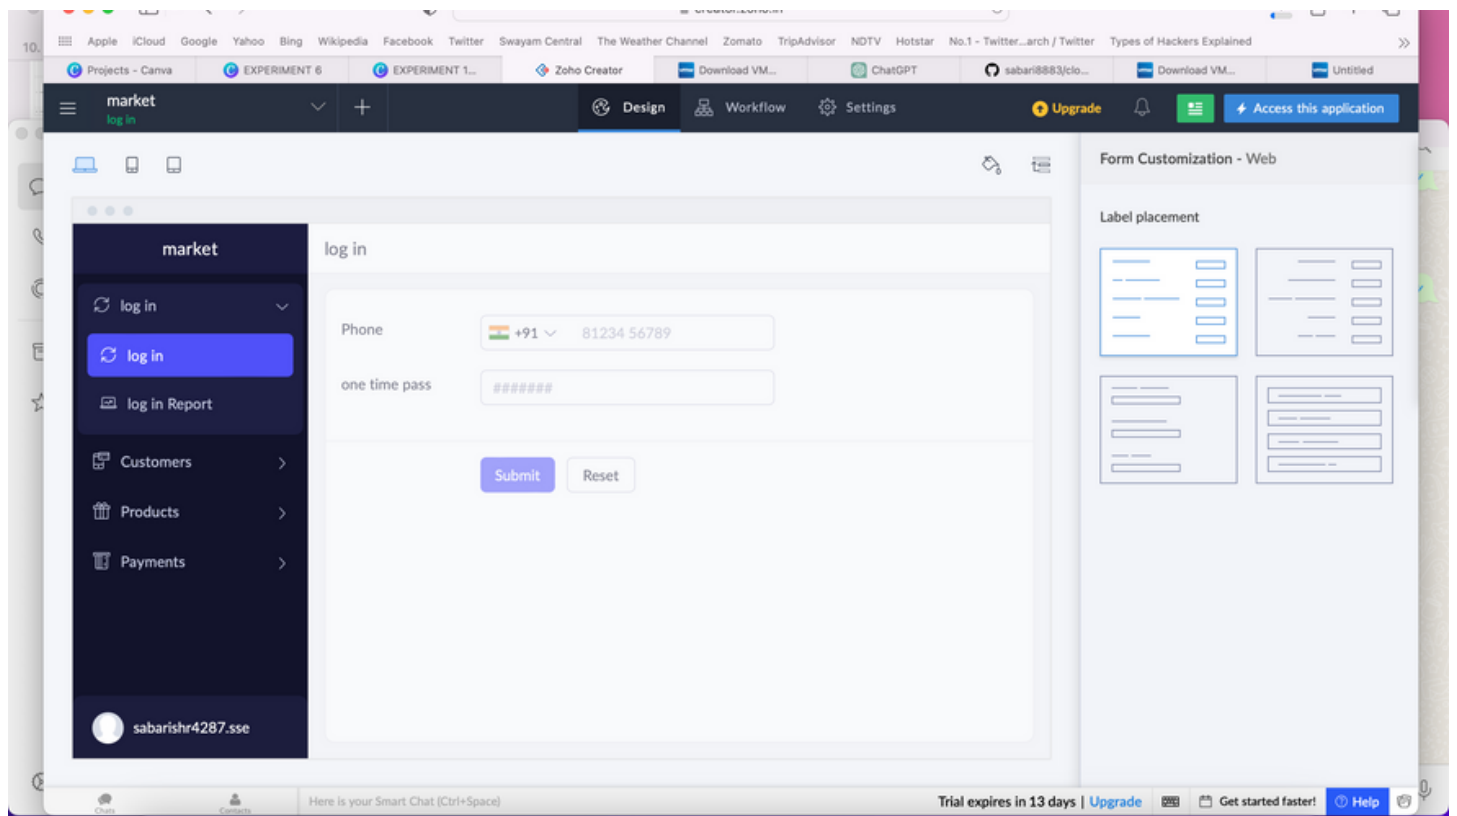 10.
Apple iCloud Google Yahoo Bing Wikipedia Facebook Twitter Swayam Central The Weather Channel Zomato TripAdvisor NDTV Hotstar No.1 - Twitter...arch / Twitter Types of Hackers Explained
Projects - Canva EXPERIMENT 6 EXPERIMENT 1... Zoho Creator Download VM... ChatGPT sabari8883/clo... Download VM... Untitled
market
log in
Design Workflow Settings Upgrade Access this application
Form Customization - Web
Label placement
market
log in
log in
log in
log in Report
Customers
Products
Payments
sabarishr4287.sse
Phone +91 81234 56789
one time pass #######
Submit Reset
Chats Contacts Here is your Smart Chat (Ctrl+Space) Trial expires in 13 days | Upgrade Get started faster! Help